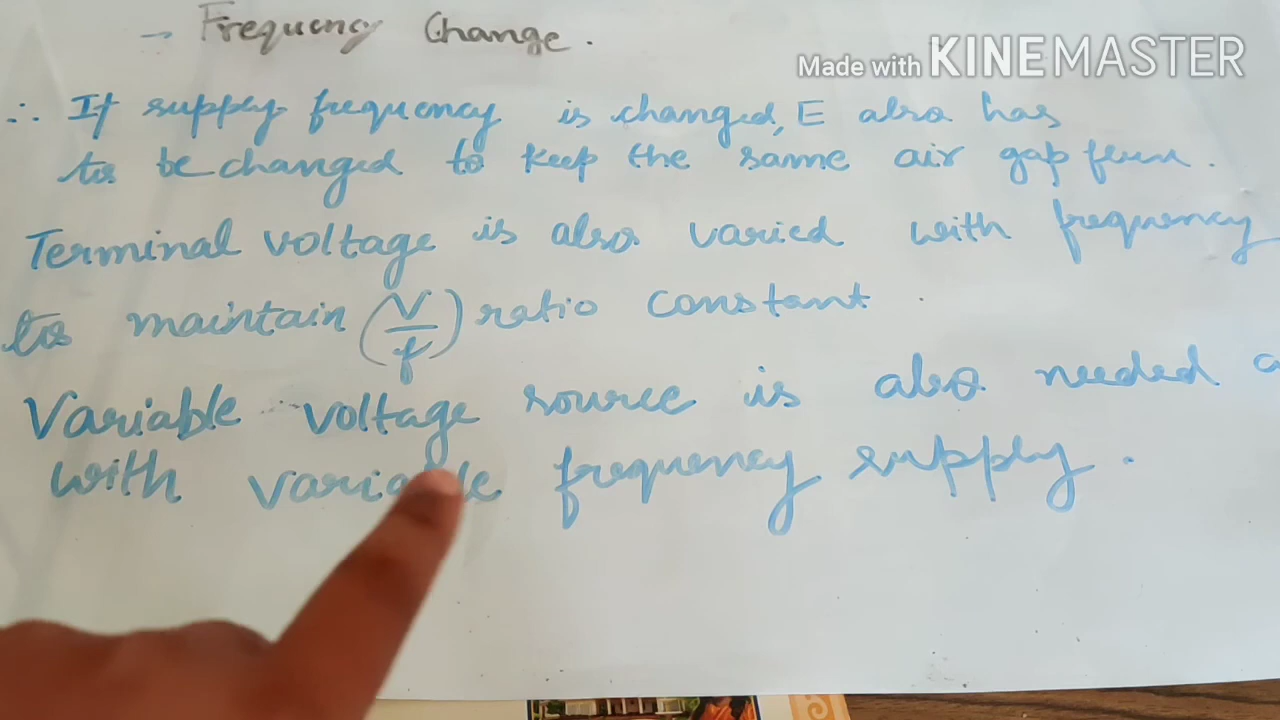 → Frequency Change.
Made with KINEMASTER
∴ If supply frequency is changed, E also has
to be changed to keep the same air gap flux.
Terminal voltage is also varied with frequency
to maintain (V/f) ratio constant.
Variable voltage source is also needed a
with variable frequency supply.